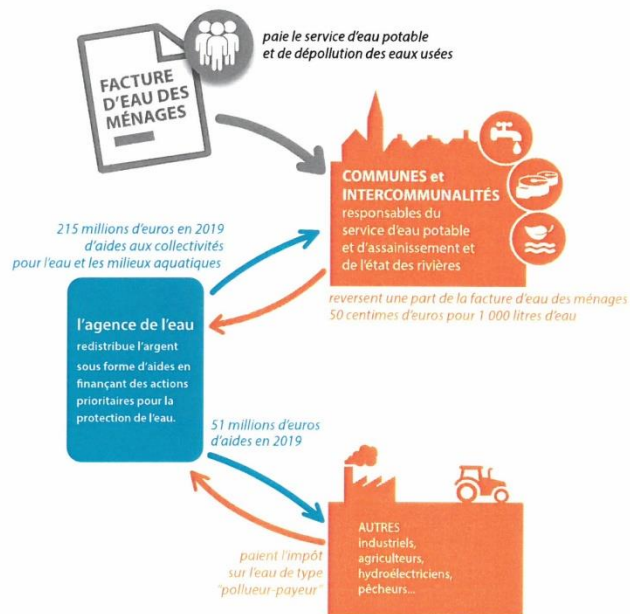 paie le service d'eau potable
et de dépollution des eaux usées
FACTURE
D'EAU DES
MÉNAGES
COMMUNES et
INTERCOMMUNALITÉS
responsables du
service d'eau potable
et d'assainissement et
de l'état des rivières
215 millions d'euros en 2019
d'aides aux collectivités
pour l'eau et les milieux aquatiques
reversent une part de la facture d'eau des ménages
50 centimes d'euros pour 1 000 litres d'eau
l'agence de l'eau
redistribue l'argent
sous forme d'aides en
finançant des actions
prioritaires pour la
protection de l'eau.
51 millions d'euros
d'aides en 2019
AUTRES
industriels,
agriculteurs,
hydroélectriciens,
pêcheurs...
paient l'impôt
sur l'eau de type
"pollueur-payeur"